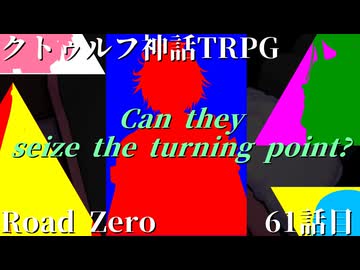 クトゥルフ神話TRPG
Can they
seize the turning point?
Road Zero 61話目